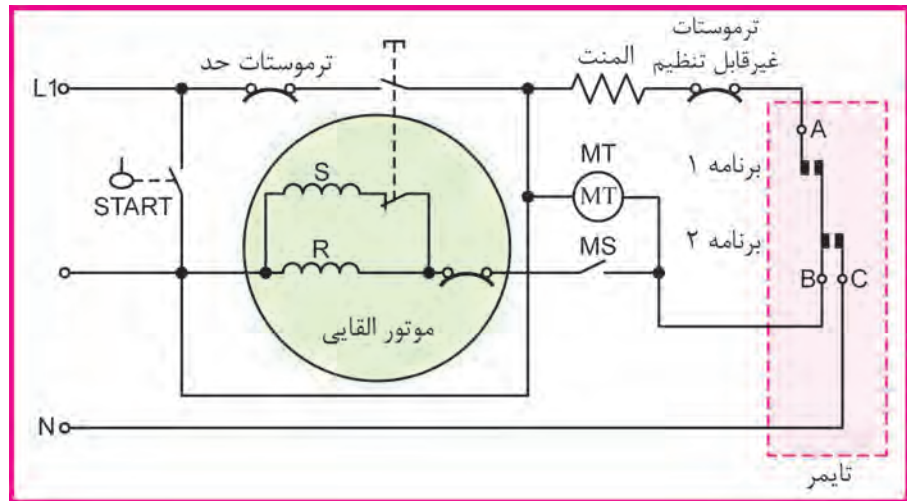 ترموستات
غیرقابل تنظیم
المنت
ترموستات حد
L1
A
MT
برنامه ۱
START
S
MT
R
MS
برنامه ۲
B C
موتور القایی
N
تایمر